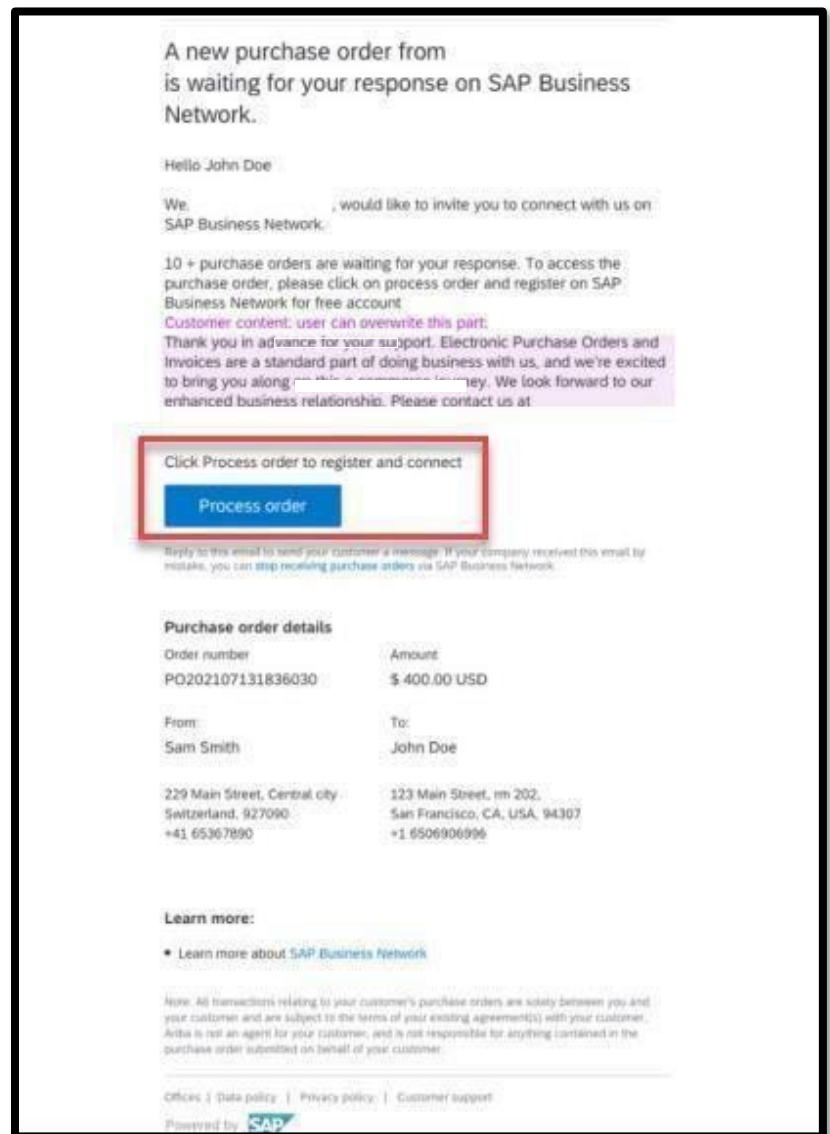 A new purchase order from
is waiting for your response on SAP Business
Network.
Hello John Doe
We, , would like to invite you to connect with us on
SAP Business Network.
10 + purchase orders are waiting for your response. To access the
purchase order, please click on process order and register on SAP
Business Network for free account
Customer content: user can overwrite this part:
Thank you in advance for your support. Electronic Purchase Orders and
Invoices are a standard part of doing business with us, and we're excited
to bring you along on this e-commerce journey. We look forward to our
enhanced business relationship. Please contact us at
Click Process order to register and connect
Process order
Reply to this email to send your customer a message. If your company received this email by
mistake, you can stop receiving purchase orders via SAP Business Network
Purchase order details
Order number Amount
PO202107131836030 $ 400.00 USD
From: To:
Sam Smith John Doe
229 Main Street, Central city 123 Main Street, rm 202,
Switzerland, 927090 San Francisco, CA, USA, 94307
+41 65367890 +1 6506906996
Learn more:
• Learn more about SAP Business Network
Note: All transactions relating to your customer's purchase orders are solely between you and
your customer and are subject to the terms of your existing agreement(s) with your customer.
Ariba is not an agent for your customer, and is not responsible for anything contained in the
purchase order submitted on behalf of your customer.
Offices | Data policy | Privacy policy | Customer support
Powered by SAP